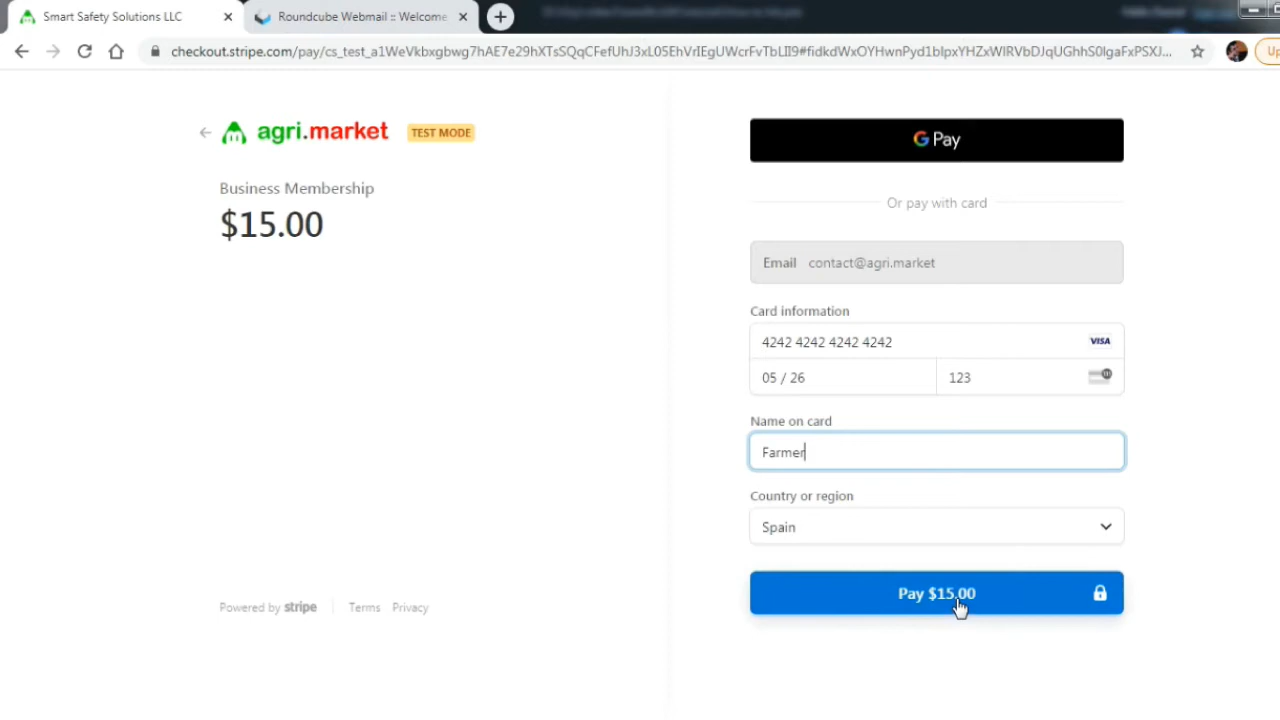 Smart Safety Solutions LLC
Roundcube Webmail :: Welcome
checkout.stripe.com/pay/cs_test_a1WeVkbxgbwg7hAE7e29hXTsSQqCFefUhJ3xL05EhVrIEgUWcrFvTbLII9#fidkdWxOYHwnPyd1blpxYHZxWlRVbDJqUGhhS0lgaFxPSXJ...
Up
agri.market TEST MODE
Business Membership
$15.00
G Pay
Or pay with card
Email contact@agri.market
Card information
4242 4242 4242 4242 VISA
05 / 26 123
Name on card
Farmer
Country or region
Spain
Pay $15.00
Powered by stripe Terms Privacy